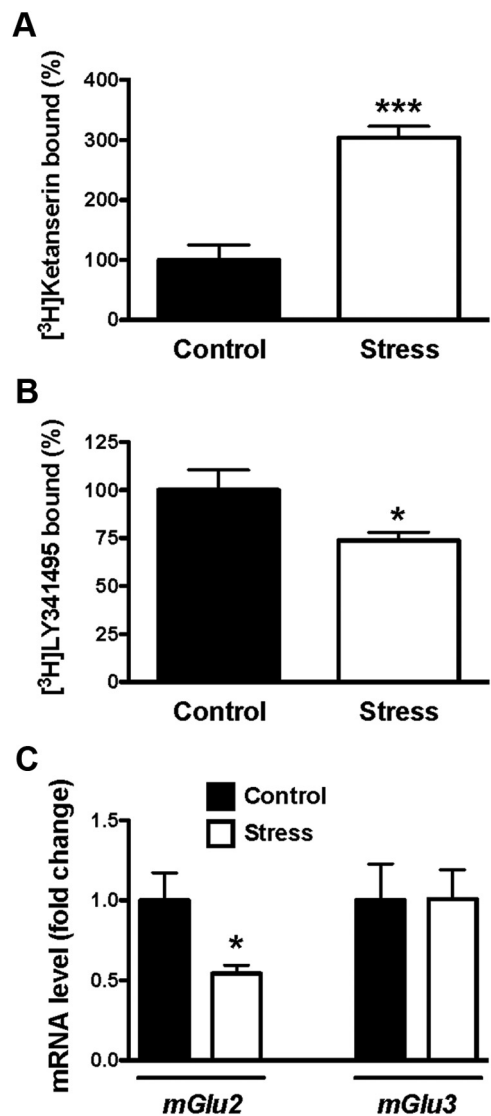 A
[³H]Ketanserin bound (%)
400
300
200
100
0
***
Control
Stress
B
[³H]LY341495 bound (%)
125
100
75
50
25
0
*
Control
Stress
C
mRNA level (fold change)
Control
Stress
1.5
1.0
0.5
0.0
*
mGlu2
mGlu3